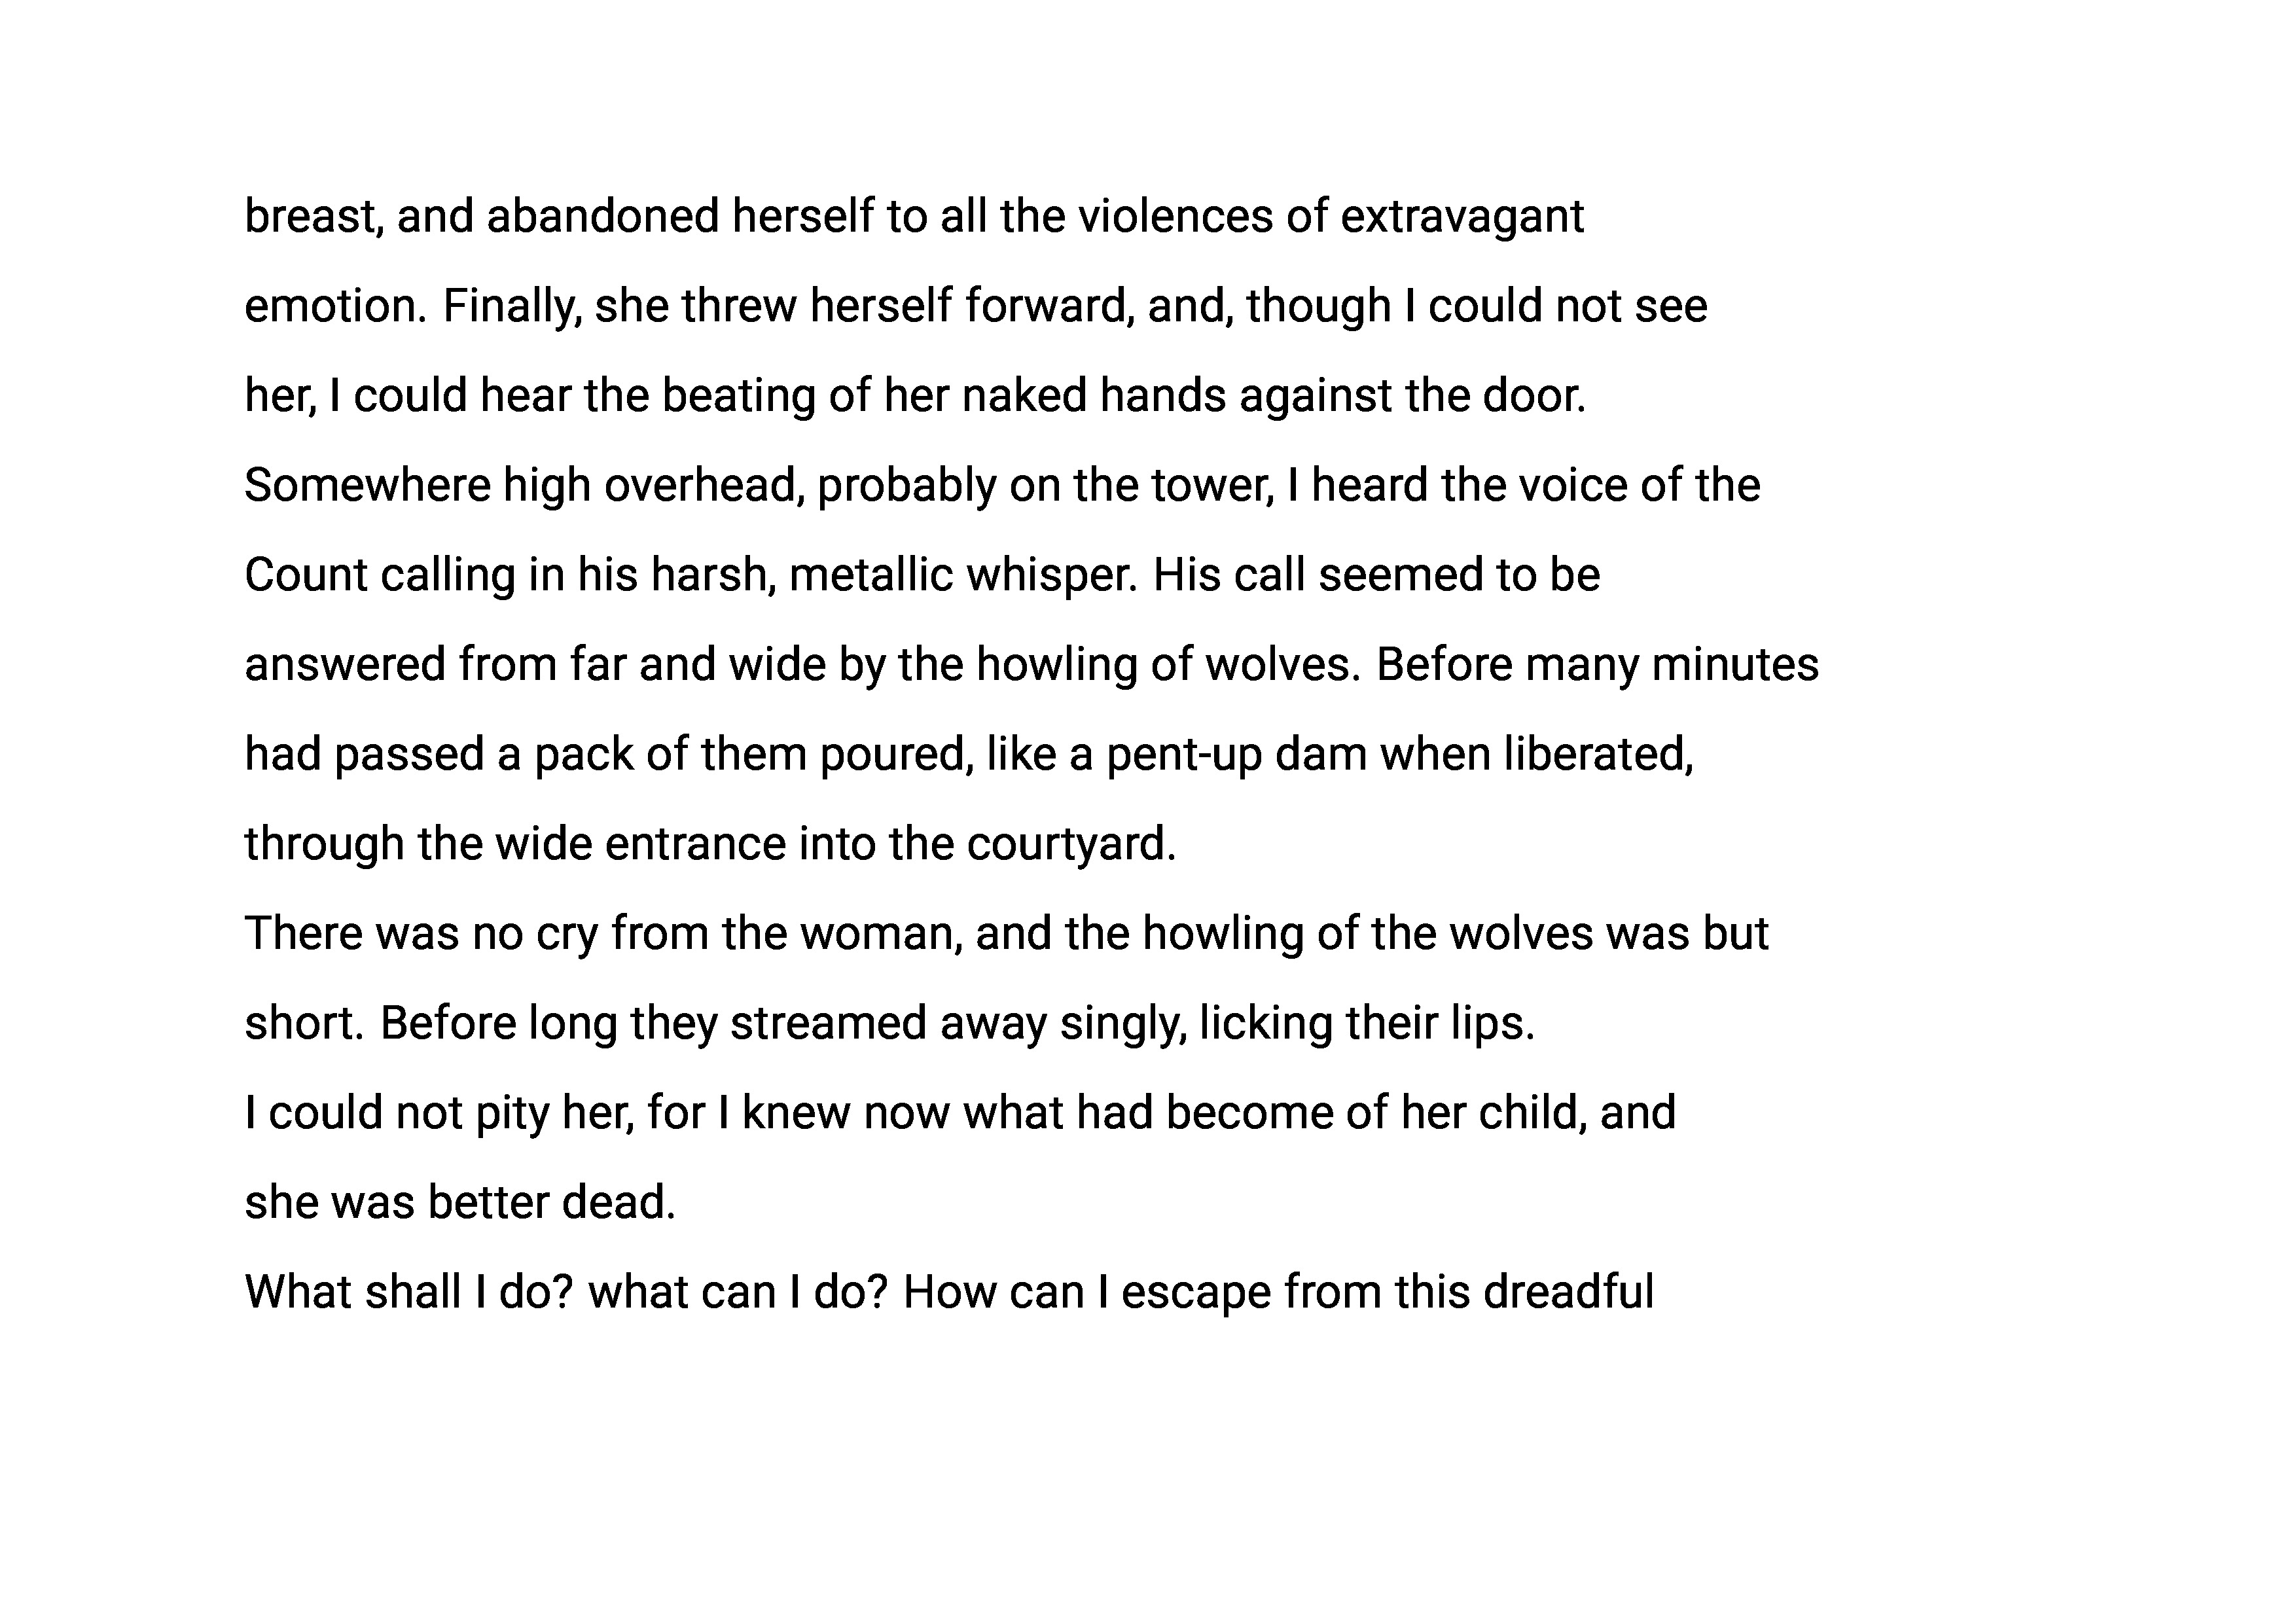 breast, and abandoned herself to all the violences of extravagant
emotion. Finally, she threw herself forward, and, though I could not see
her, I could hear the beating of her naked hands against the door.
Somewhere high overhead, probably on the tower, I heard the voice of the
Count calling in his harsh, metallic whisper. His call seemed to be
answered from far and wide by the howling of wolves. Before many minutes
had passed a pack of them poured, like a pent-up dam when liberated,
through the wide entrance into the courtyard.
There was no cry from the woman, and the howling of the wolves was but
short. Before long they streamed away singly, licking their lips.
I could not pity her, for I knew now what had become of her child, and
she was better dead.
What shall I do? what can I do? How can I escape from this dreadful